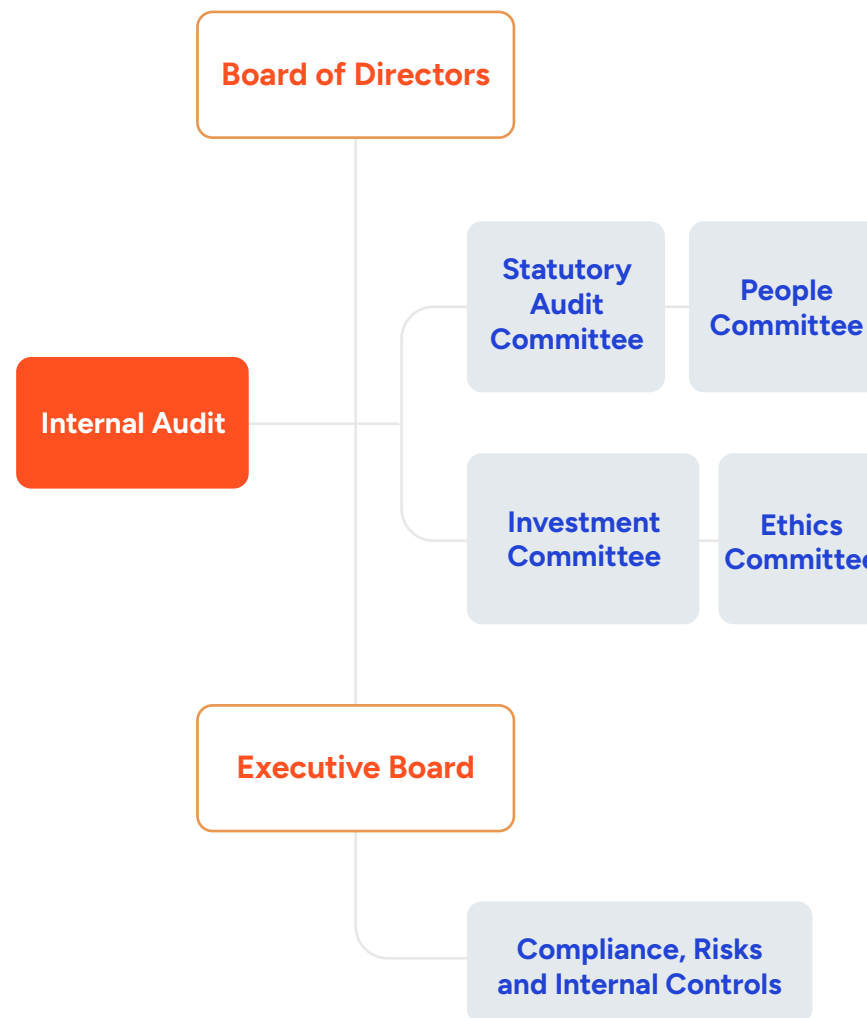 Board of Directors
Statutory
Audit
Committee
People
Committee
Internal Audit
Investment
Committee
Ethics
Committee
Executive Board
Compliance, Risks
and Internal Controls